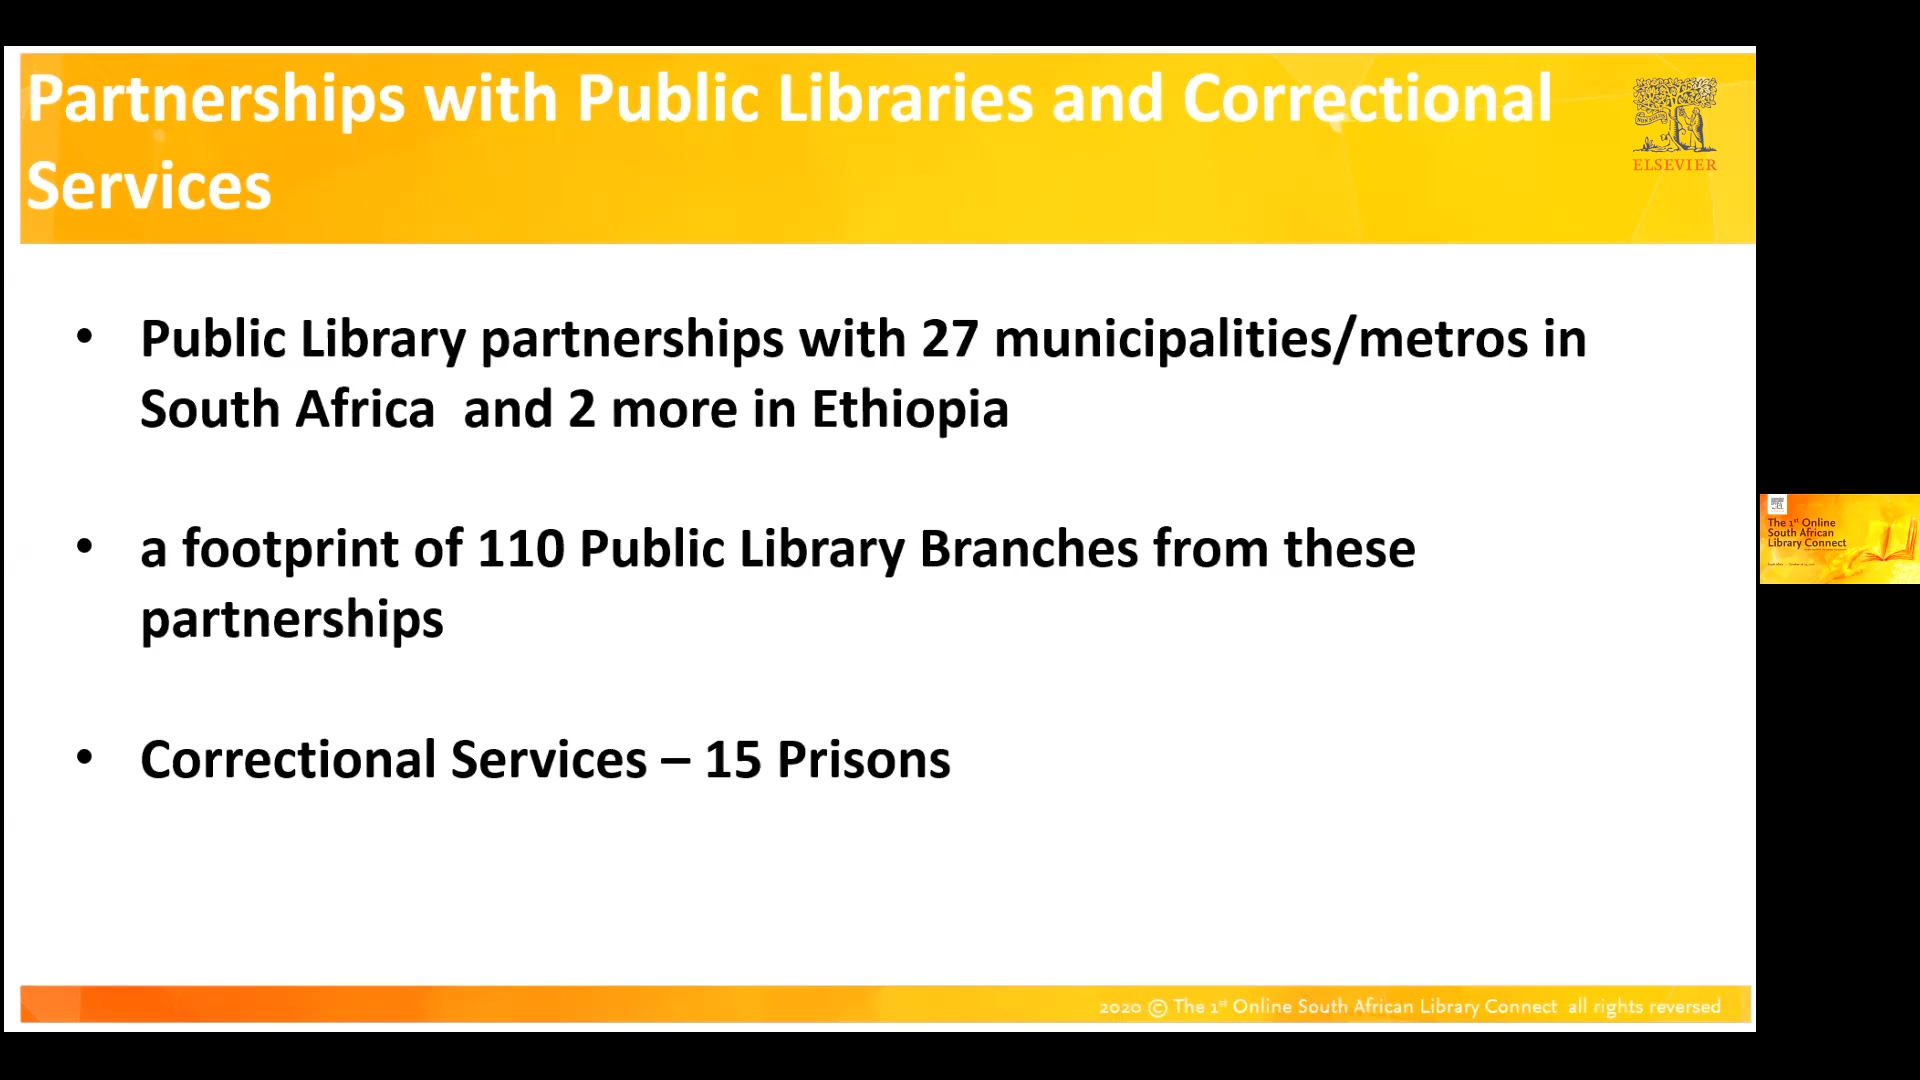 Partnerships with Public Libraries and Correctional
Services
ELSEVIER
• Public Library partnerships with 27 municipalities/metros in
South Africa and 2 more in Ethiopia
• a footprint of 110 Public Library Branches from these
partnerships
• Correctional Services – 15 Prisons
The 1st Online
South African
Library Connect
2020 © The 1st Online South African Library Connect all rights reversed